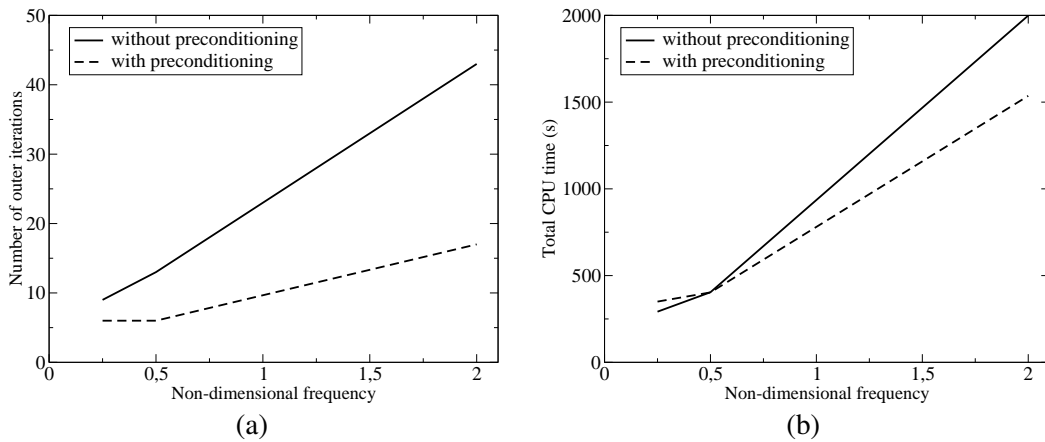 50
40
30
20
10
0
Number of outer iterations
without preconditioning
with preconditioning
0
0,5
1
1,5
2
Non-dimensional frequency
(a)
2000
1500
1000
500
0
Total CPU time (s)
without preconditioning
with preconditioning
0
0,5
1
1,5
2
Non-dimensional frequency
(b)